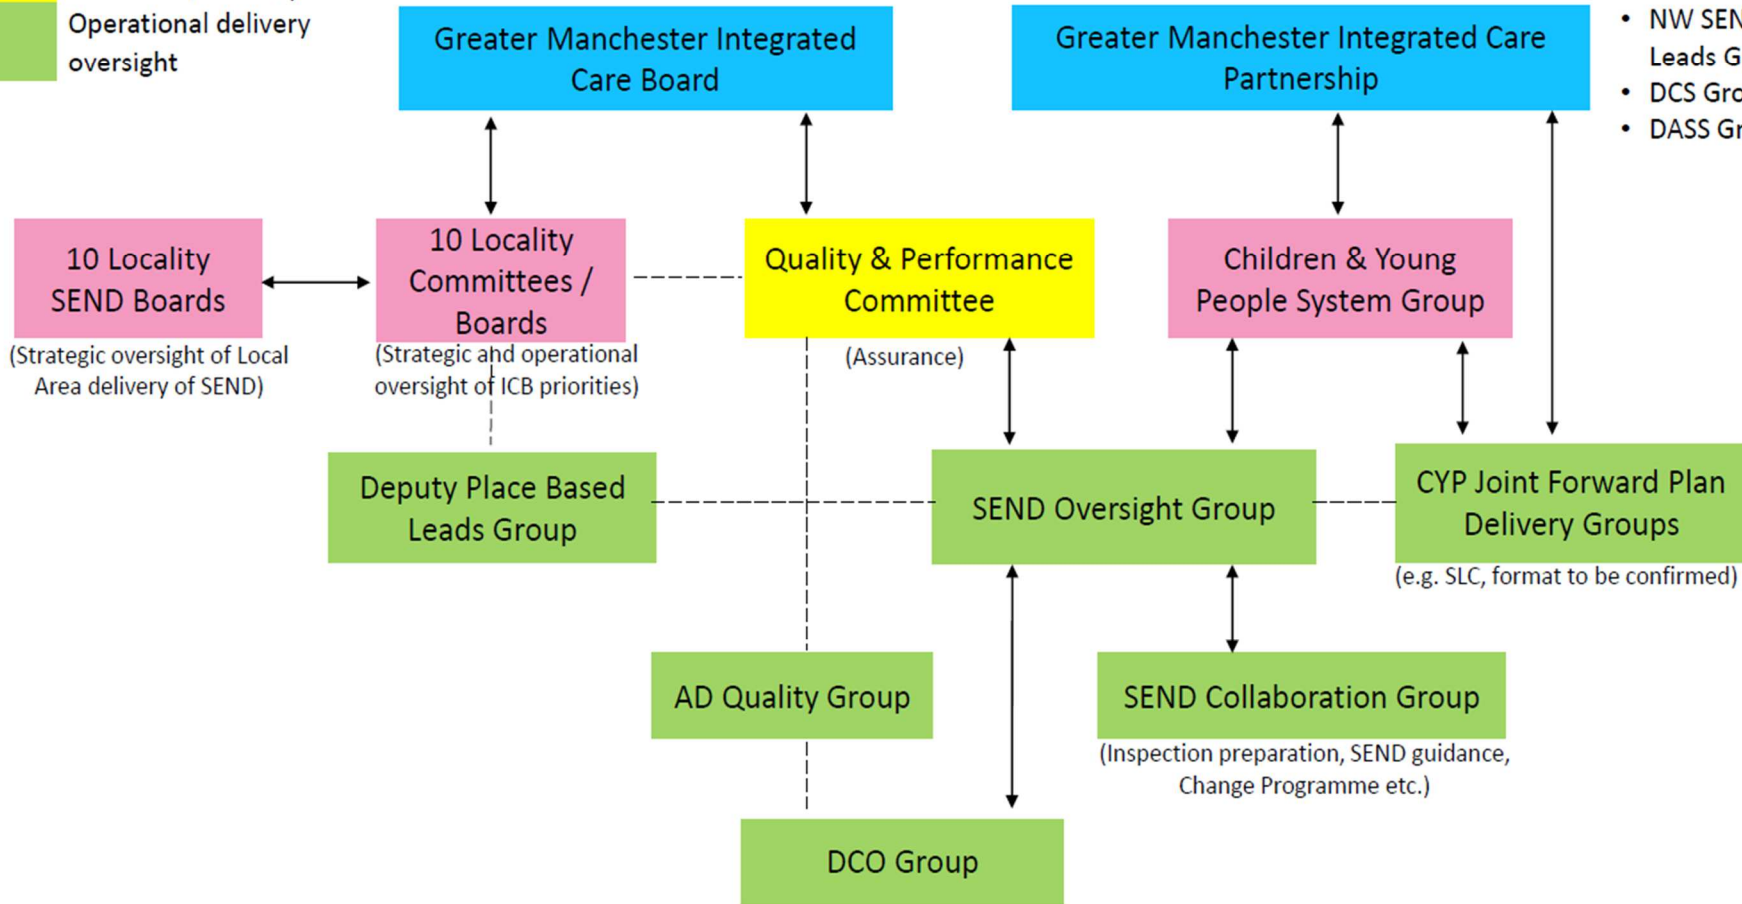 Operational delivery
oversight
Greater Manchester Integrated
Care Board
Greater Manchester Integrated Care
Partnership
• NW SEN
Leads G
• DCS Gro
• DASS Gr
10 Locality
SEND Boards
(Strategic oversight of Local
Area delivery of SEND)
10 Locality
Committees /
Boards
(Strategic and operational
oversight of ICB priorities)
Quality & Performance
Committee
(Assurance)
Children & Young
People System Group
Deputy Place Based
Leads Group
SEND Oversight Group
CYP Joint Forward Plan
Delivery Groups
(e.g. SLC, format to be confirmed)
AD Quality Group
SEND Collaboration Group
(Inspection preparation, SEND guidance,
Change Programme etc.)
DCO Group